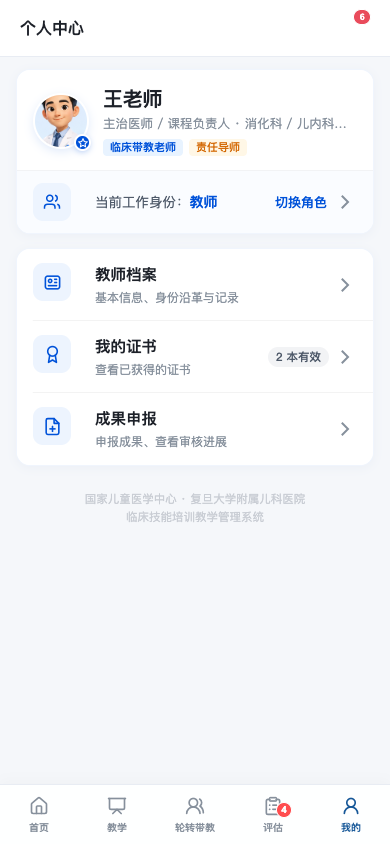 个人中心
6
王老师
主治医师 / 课程负责人 · 消化科 / 儿内科...
临床带教老师 责任导师
当前工作身份: 教师 切换角色
教师档案
基本信息、身份沿革与记录
我的证书
查看已获得的证书
2 本有效
成果申报
申报成果、查看审核进展
国家儿童医学中心 · 复旦大学附属儿科医院
临床技能培训教学管理系统
4
首页 教学 轮转带教 评估 我的